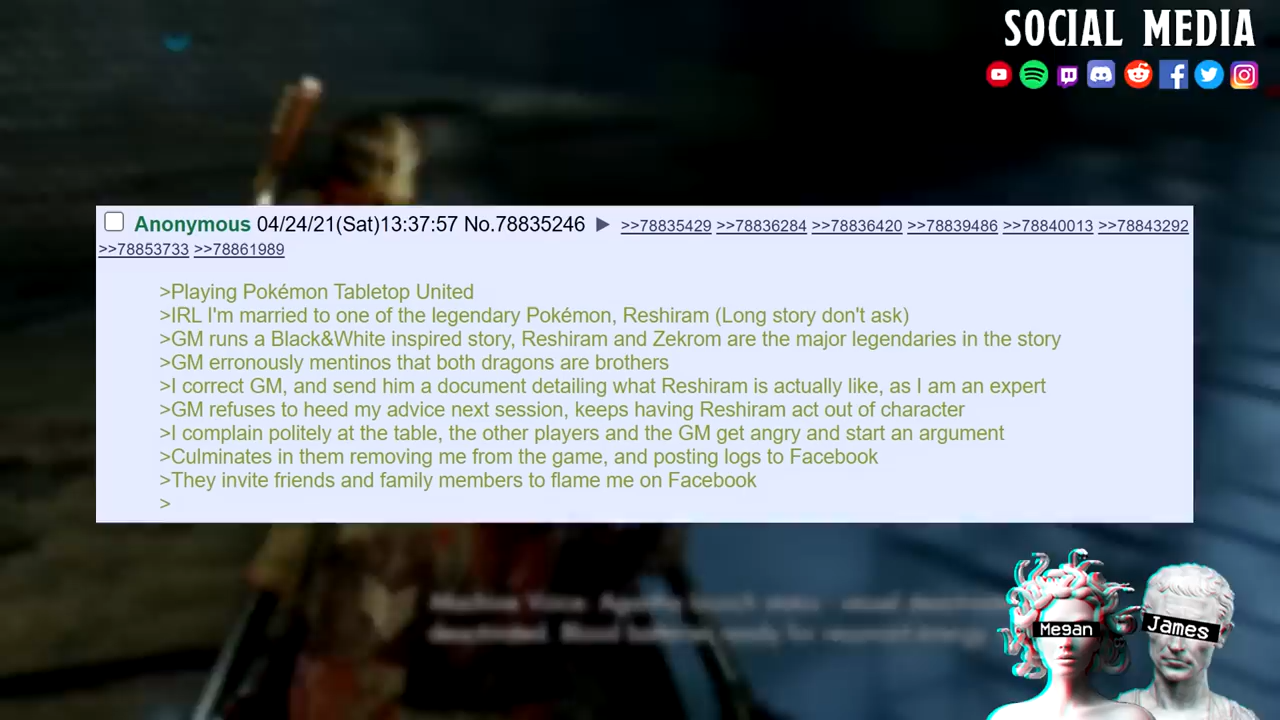 SOCIAL MEDIA
Anonymous 04/24/21(Sat)13:37:57 No.78835246 ▶ >>78835429 >>78836284 >>78836420 >>78839486 >>78840013 >>78843292
>>78853733 >>78861989
>Playing Pokémon Tabletop United
>IRL I'm married to one of the legendary Pokémon, Reshiram (Long story don't ask)
>GM runs a Black&White inspired story, Reshiram and Zekrom are the major legendaries in the story
>GM erronously mentinos that both dragons are brothers
>I correct GM, and send him a document detailing what Reshiram is actually like, as I am an expert
>GM refuses to heed my advice next session, keeps having Reshiram act out of character
>I complain politely at the table, the other players and the GM get angry and start an argument
>Culminates in them removing me from the game, and posting logs to Facebook
>They invite friends and family members to flame me on Facebook
>
Megan
James